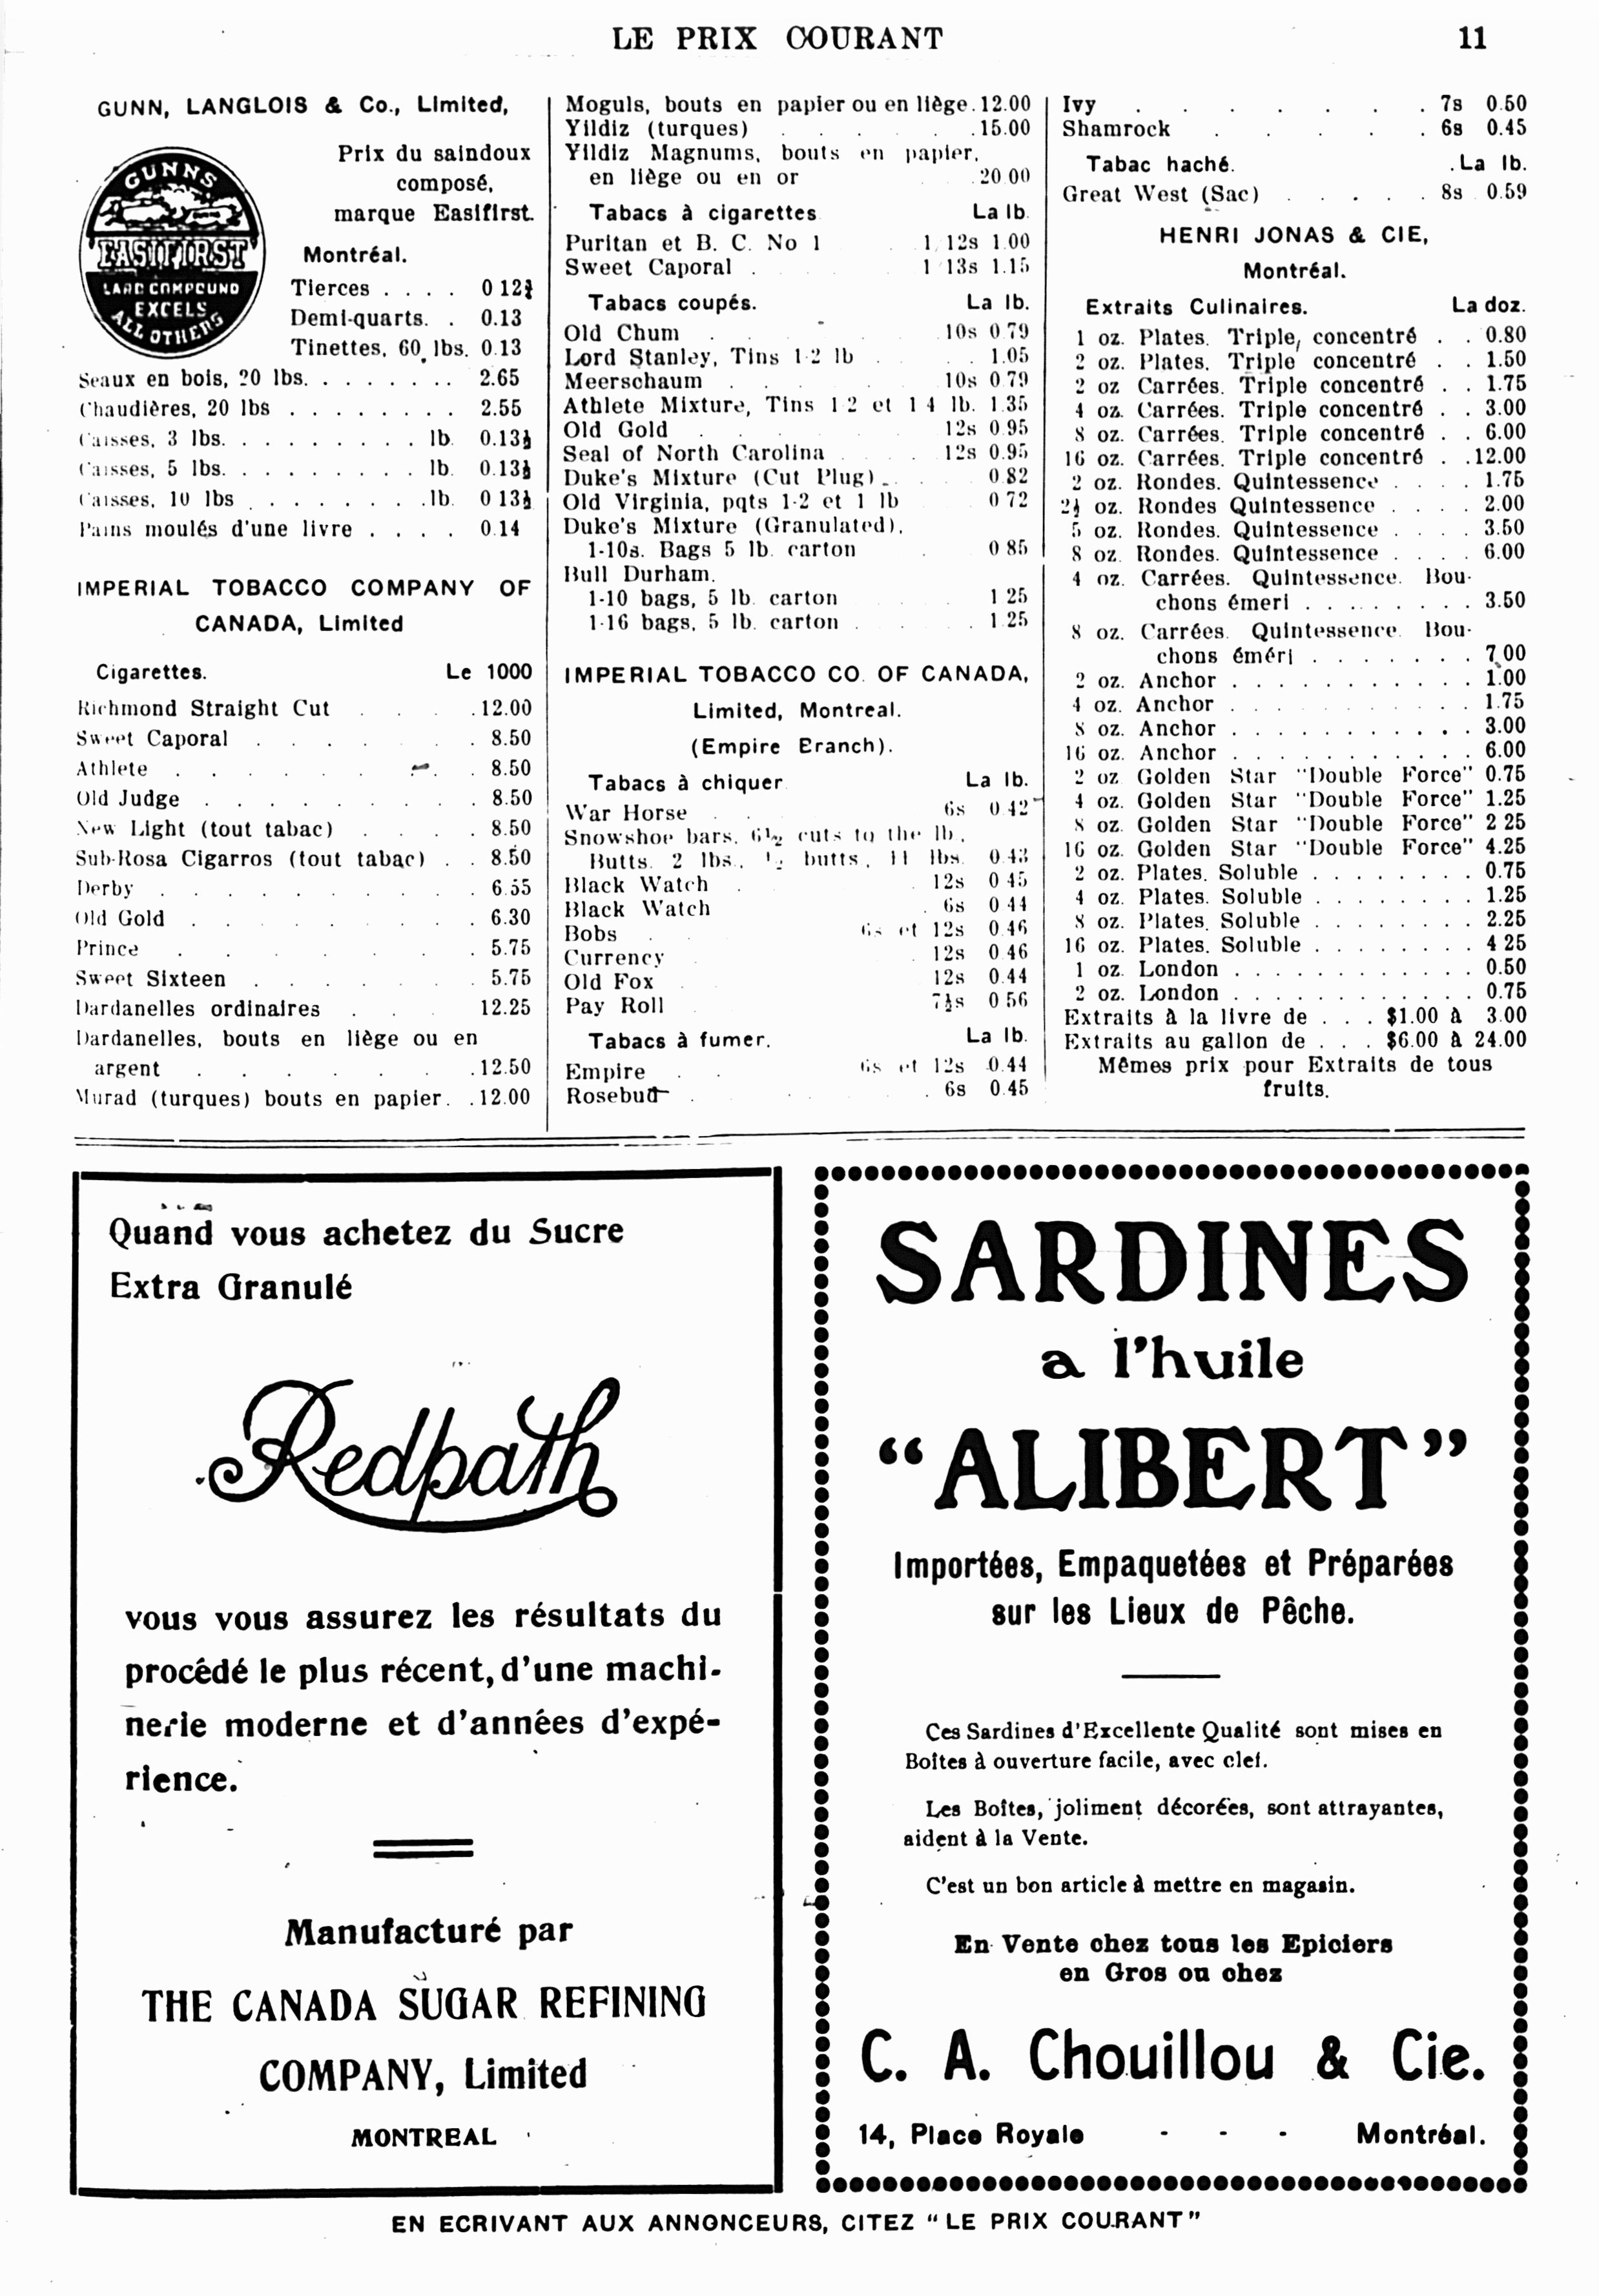 LE PRIX COURANT
11
GUNN, LANGLOIS & Co., Limited,
GUNNS
EASIFIRST
LARD COMPOUND
EXCELS
ALL OTHERS
Prix du saindoux
composé,
marque Easifirst.
Montréal.
Tierces . . . . 0 12¾
Demi-quarts. . 0.13
Tinettes, 60 lbs. 0.13
Seaux en bois, 20 lbs. . . . . . . . 2.65
Chaudières, 20 lbs . . . . . . . . 2.55
Caisses, 3 lbs. . . . . . . . . . lb. 0.13½
Caisses, 5 lbs. . . . . . . . . . lb. 0.13½
Caisses, 10 lbs . . . . . . . . lb. 0 13½
Pains moulés d'une livre . . . . 0.14
IMPERIAL TOBACCO COMPANY OF
CANADA, Limited
Cigarettes. Le 1000
Richmond Straight Cut . . . .12.00
Sweet Caporal . . . . . . 8.50
Athlete . . . . . . . 8.50
Old Judge . . . . . . . . . 8.50
New Light (tout tabac) . . . . 8.50
Sub-Rosa Cigarros (tout tabac) . . 8.50
Derby . . . . . . . . . 6.55
Old Gold . . . . . . . . 6.30
Prince . . . . . . . . 5.75
Sweet Sixteen . . . . . . 5.75
Dardanelles ordinaires . . . 12.25
Dardanelles, bouts en liège ou en
argent . . . . . . .12.50
Murad (turques) bouts en papier. .12.00
Moguls, bouts en papier ou en liège.12.00
Yildiz (turques) . . . . .15.00
Yildiz Magnums, bouts en papier,
en liège ou en or .20 00
Tabacs à cigarettes La lb.
Puritan et B. C. No 1 1 12s 1.00
Sweet Caporal . 1 13s 1.15
Tabacs coupés. La lb.
Old Chum . 10s 0 79
Lord Stanley, Tins 1-2 lb . . . 1.05
Meerschaum . . . . 10s 0 79
Athlete Mixture, Tins 1 2 et 1 4 lb. 1.35
Old Gold . . . . 12s 0 95
Seal of North Carolina . . . 12s 0.95
Duke's Mixture (Cut Plug) . . . 0.82
Old Virginia, pqts 1-2 et 1 lb 0 72
Duke's Mixture (Granulated),
1-10s. Bags 5 lb. carton . 0 85
Bull Durham.
1-10 bags, 5 lb. carton 1 25
1-16 bags, 5 lb. carton . . . 1.25
IMPERIAL TOBACCO CO. OF CANADA,
Limited, Montreal.
(Empire Branch).
Tabacs à chiquer La lb.
War Horse . . 6s 0.42
Snowshoe bars, 6½ cuts to the lb.,
Butts. 2 lbs., ½ butts, 11 lbs. 0.43
Black Watch . . 12s 0 45
Black Watch . 6s 0 44
Bobs . 6s et 12s 0.46
Currency . 12s 0.46
Old Fox . 12s 0.44
Pay Roll 7½s 0 56
Tabacs à fumer. La lb.
Empire . . 6s et 12s 0.44
Rosebud . . . 6s 0.45
Ivy . . . . . . . 7s 0.50
Shamrock . . . . . 6s 0.45
Tabac haché. .La lb.
Great West (Sac) . . . . . 8s 0.59
HENRI JONAS & CIE,
Montréal.
Extraits Culinaires. La doz.
1 oz. Plates. Triple, concentré . . 0.80
2 oz. Plates. Triple concentré . . 1.50
2 oz Carrées. Triple concentré . . 1.75
4 oz. Carrées. Triple concentré . . 3.00
8 oz. Carrées. Triple concentré . . 6.00
16 oz. Carrées. Triple concentré . .12.00
2 oz. Rondes. Quintessence . . . . 1.75
2½ oz. Rondes Quintessence . . . . 2.00
5 oz. Rondes. Quintessence . . . . 3.50
8 oz. Rondes. Quintessence . . . . 6.00
4 oz. Carrées. Quintessence. Bou-
chons émeri . . . . . . . . 3.50
8 oz. Carrées. Quintessence. Bou-
chons éméri . . . . . . . 7.00
2 oz. Anchor . . . . . . . . . . . 1.00
4 oz. Anchor . . . . . . . . . . . 1.75
8 oz. Anchor . . . . . . . . . . . 3.00
16 oz. Anchor . . . . . . . . . . . 6.00
2 oz Golden Star "Double Force" 0.75
4 oz. Golden Star "Double Force" 1.25
8 oz. Golden Star "Double Force" 2 25
16 oz. Golden Star "Double Force" 4.25
2 oz. Plates. Soluble . . . . . . . . 0.75
4 oz. Plates. Soluble . . . . . . . . 1.25
8 oz. Plates. Soluble . . . . . . . . 2.25
16 oz. Plates. Soluble . . . . . . . . 4 25
1 oz. London . . . . . . . . . . . . 0.50
2 oz. London . . . . . . . . . . . . 0.75
Extraits à la livre de . . . $1.00 à 3.00
Extraits au gallon de . . . $6.00 à 24.00
Mêmes prix pour Extraits de tous
fruits.
Quand vous achetez du Sucre
Extra Granulé
Redpath
vous vous assurez les résultats du
procédé le plus récent, d'une machi-
nerie moderne et d'années d'expé-
rience.
Manufacturé par
THE CANADA SUGAR REFINING
COMPANY, Limited
MONTREAL
SARDINES
a l'huile
"ALIBERT"
Importées, Empaquetées et Préparées
sur les Lieux de Pêche.
Ces Sardines d'Excellente Qualité sont mises en
Boîtes à ouverture facile, avec clef.
Les Boîtes, joliment décorées, sont attrayantes,
aident à la Vente.
C'est un bon article à mettre en magasin.
En Vente chez tous les Epiciers
en Gros ou chez
C. A. Chouillou & Cie.
14, Place Royale - - - Montréal.
EN ECRIVANT AUX ANNONCEURS, CITEZ "LE PRIX COURANT"